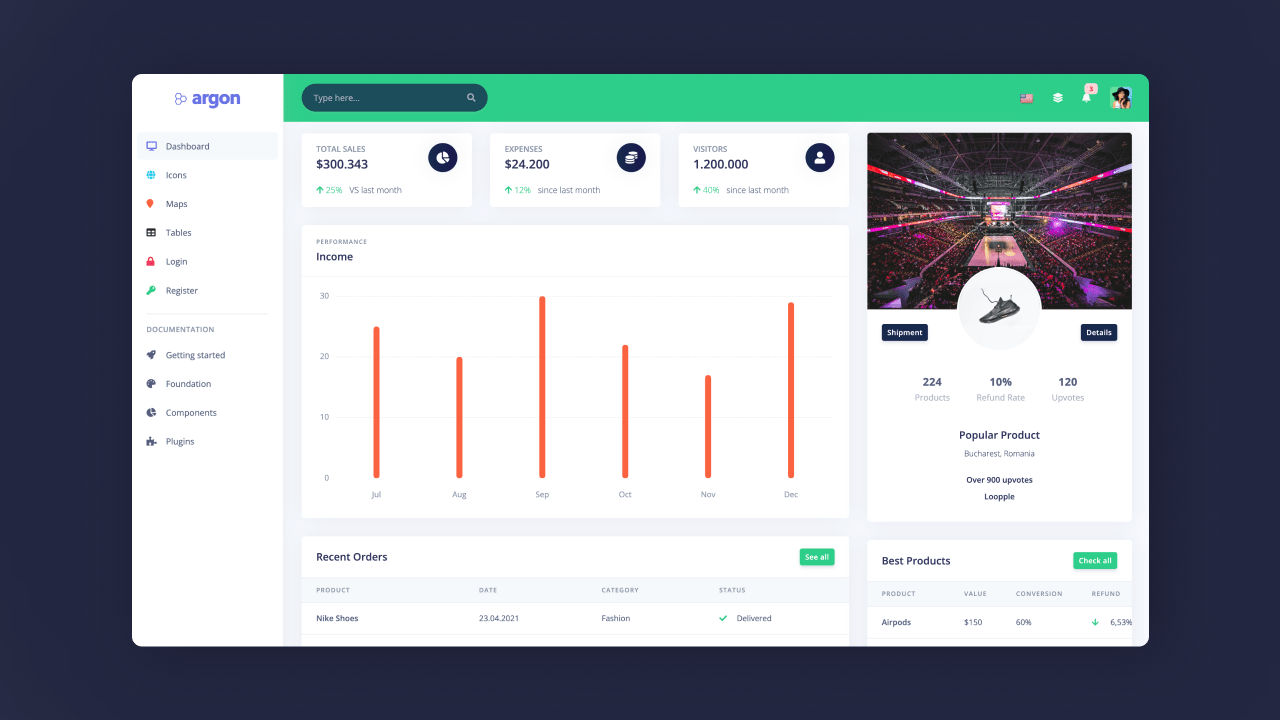 argon
Type here...
3
Dashboard
Icons
Maps
Tables
Login
Register
DOCUMENTATION
Getting started
Foundation
Components
Plugins
TOTAL SALES
$300.343
25% VS last month
EXPENSES
$24.200
12% since last month
VISITORS
1.200.000
40% since last month
PERFORMANCE
Income
30
20
10
0
Jul Aug Sep Oct Nov Dec
Shipment Details
224 10% 120
Products Refund Rate Upvotes
Popular Product
Bucharest, Romania
Over 900 upvotes
Loopple
Recent Orders See all
PRODUCT DATE CATEGORY STATUS
Nike Shoes 23.04.2021 Fashion Delivered
Best Products Check all
PRODUCT VALUE CONVERSION REFUND
Airpods $150 60% 6,53%